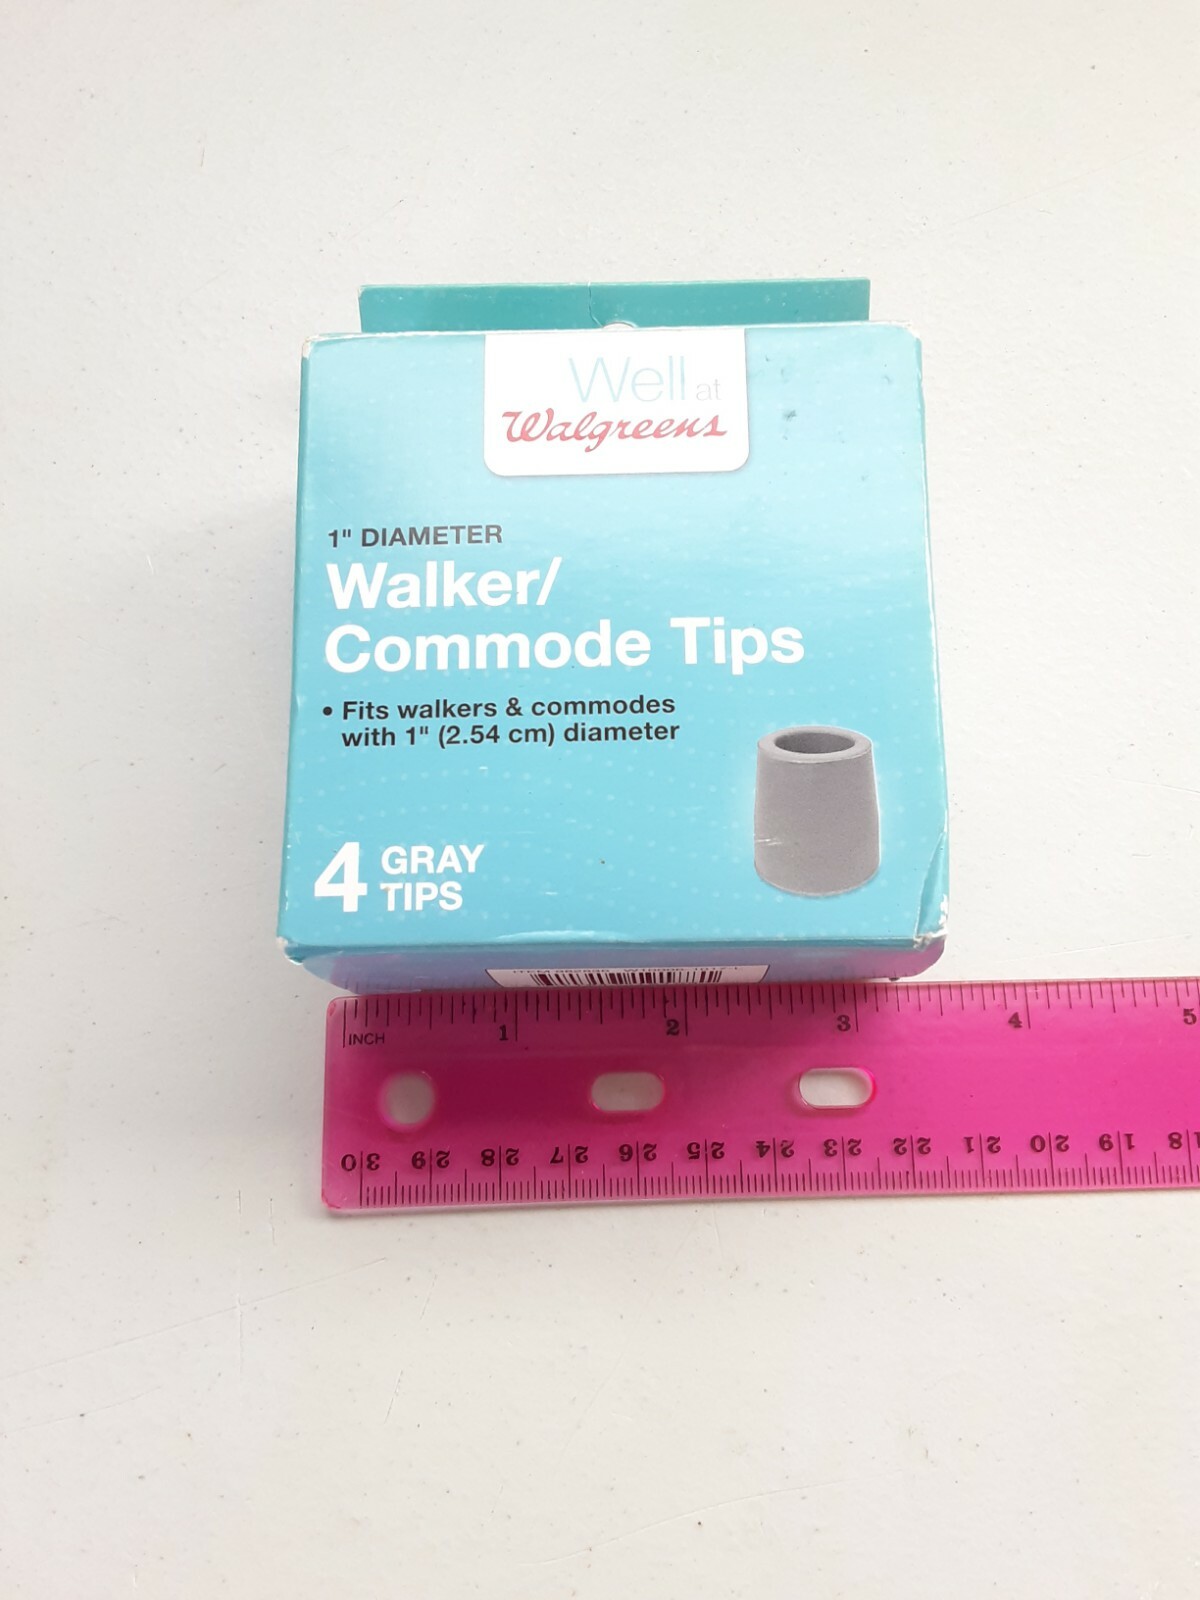 Well at
Walgreens
1" DIAMETER
Walker/
Commode Tips
• Fits walkers & commodes
with 1" (2.54 cm) diameter
4 GRAY
TIPS
INCH 1 2 3 4 5
30 29 28 27 26 25 24 23 22 21 20 19 18